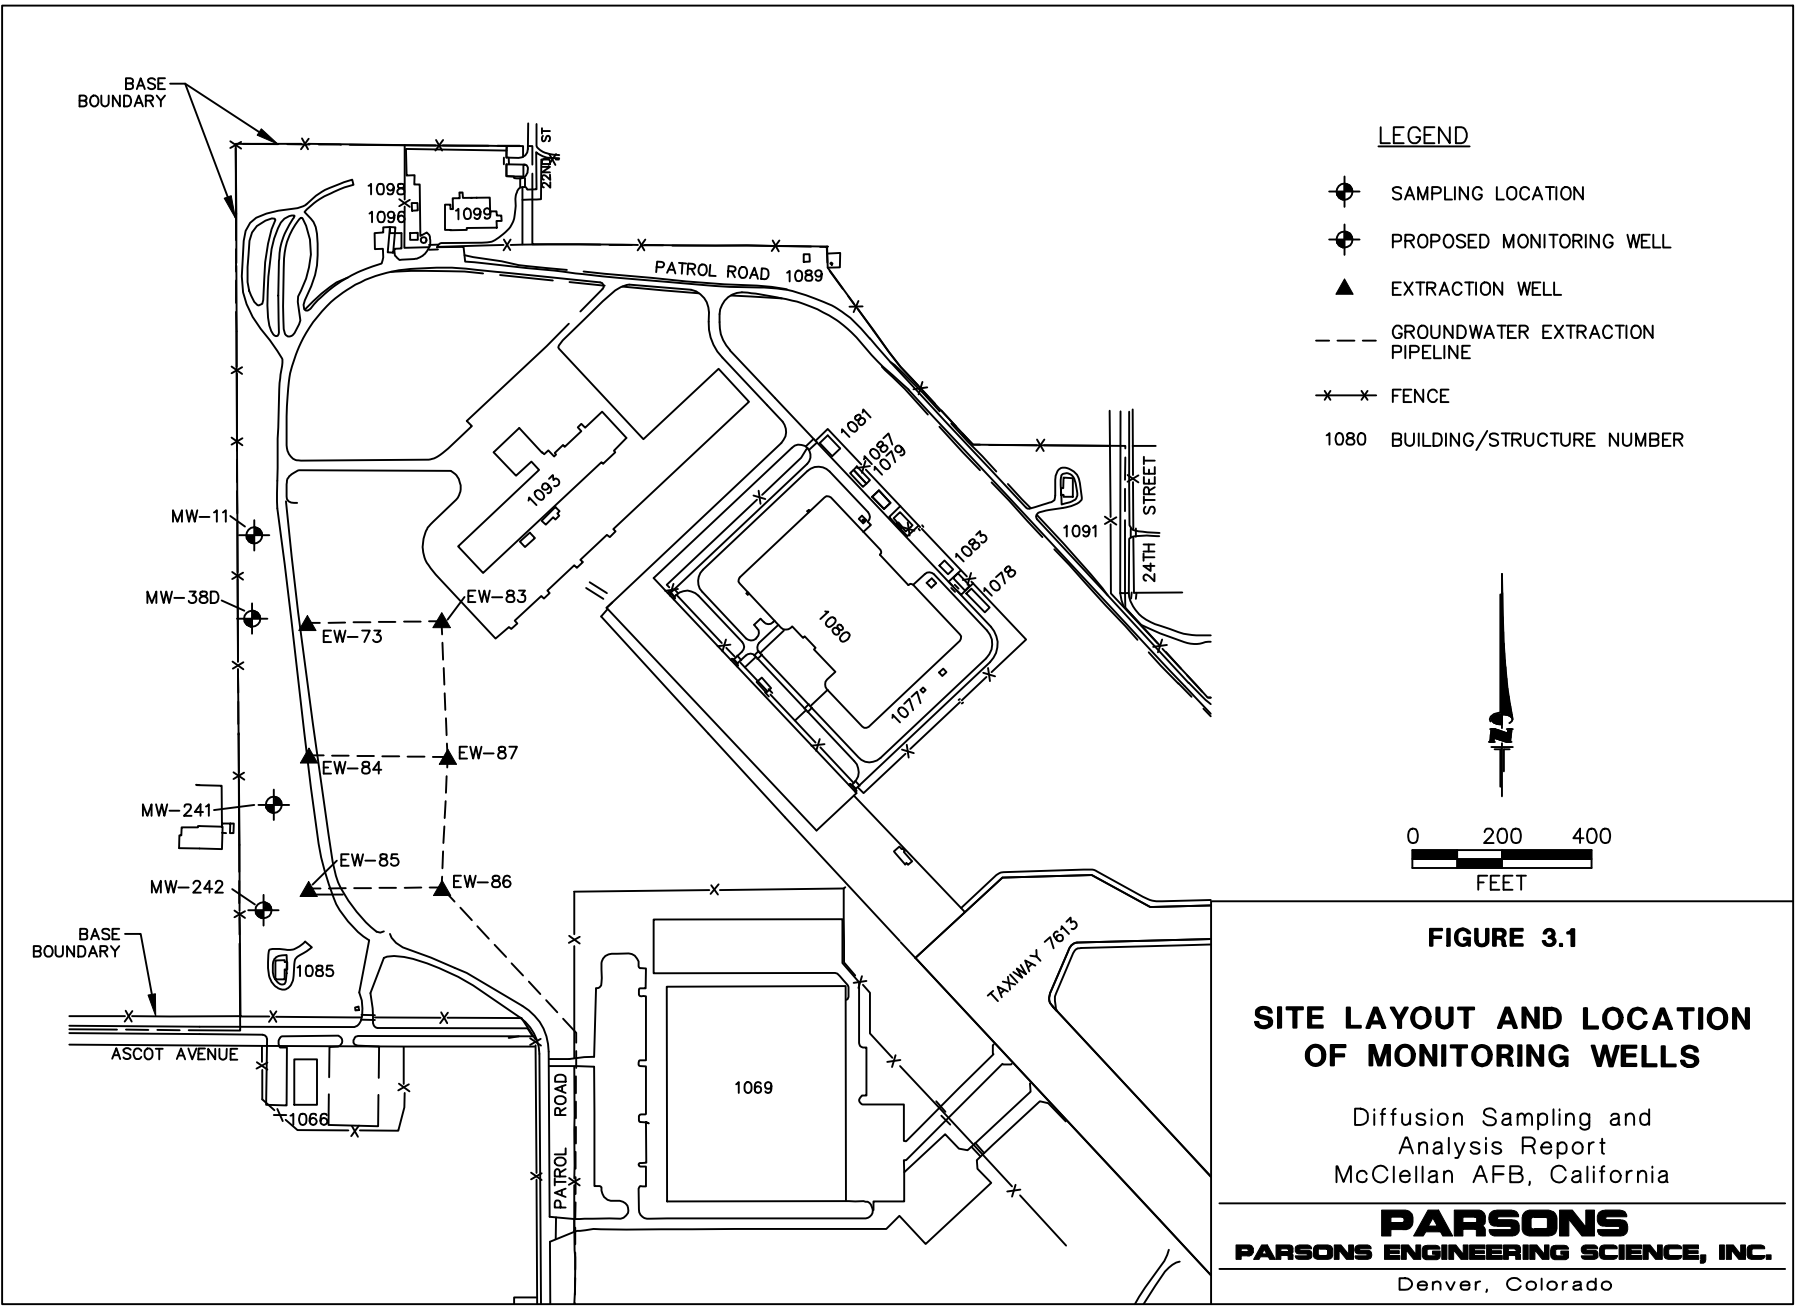 BASE
BOUNDARY
22ND ST
1098
1096
1099
PATROL ROAD
1089
1081
1087
1079
1093
1091
24TH STREET
1083
1078
MW-11
MW-38D
EW-83
EW-73
1080
1077
EW-87
EW-84
MW-241
EW-85
EW-86
MW-242
BASE
BOUNDARY
1085
TAXIWAY 7613
ASCOT AVENUE
1066
PATROL ROAD
1069
LEGEND
SAMPLING LOCATION
PROPOSED MONITORING WELL
EXTRACTION WELL
GROUNDWATER EXTRACTION
PIPELINE
FENCE
1080 BUILDING/STRUCTURE NUMBER
0 200 400
FEET
FIGURE 3.1
SITE LAYOUT AND LOCATION
OF MONITORING WELLS
Diffusion Sampling and
Analysis Report
McClellan AFB, California
PARSONS
PARSONS ENGINEERING SCIENCE, INC.
Denver, Colorado